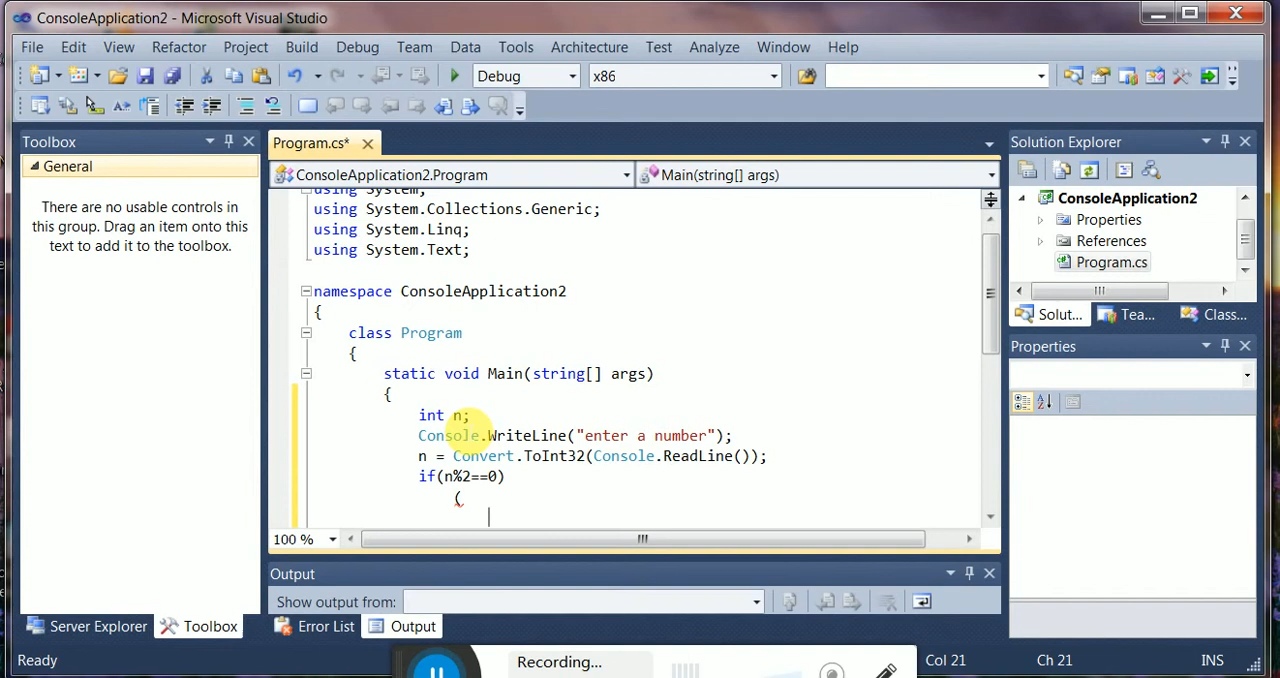 ConsoleApplication2 - Microsoft Visual Studio
File Edit View Refactor Project Build Debug Team Data Tools Architecture Test Analyze Window Help
Debug x86
Toolbox
General
There are no usable controls in
this group. Drag an item onto this
text to add it to the toolbox.
Server Explorer Toolbox
Program.cs*
ConsoleApplication2.Program Main(string[] args)
using System;
using System.Collections.Generic;
using System.Linq;
using System.Text;
namespace ConsoleApplication2
{
class Program
{
static void Main(string[] args)
{
int n;
Console.WriteLine("enter a number");
n = Convert.ToInt32(Console.ReadLine());
if(n%2==0)
(
100 %
Output
Show output from:
Error List Output
Solution Explorer
ConsoleApplication2
Properties
References
Program.cs
Solut... Tea... Class...
Properties
Ready Recording... Col 21 Ch 21 INS